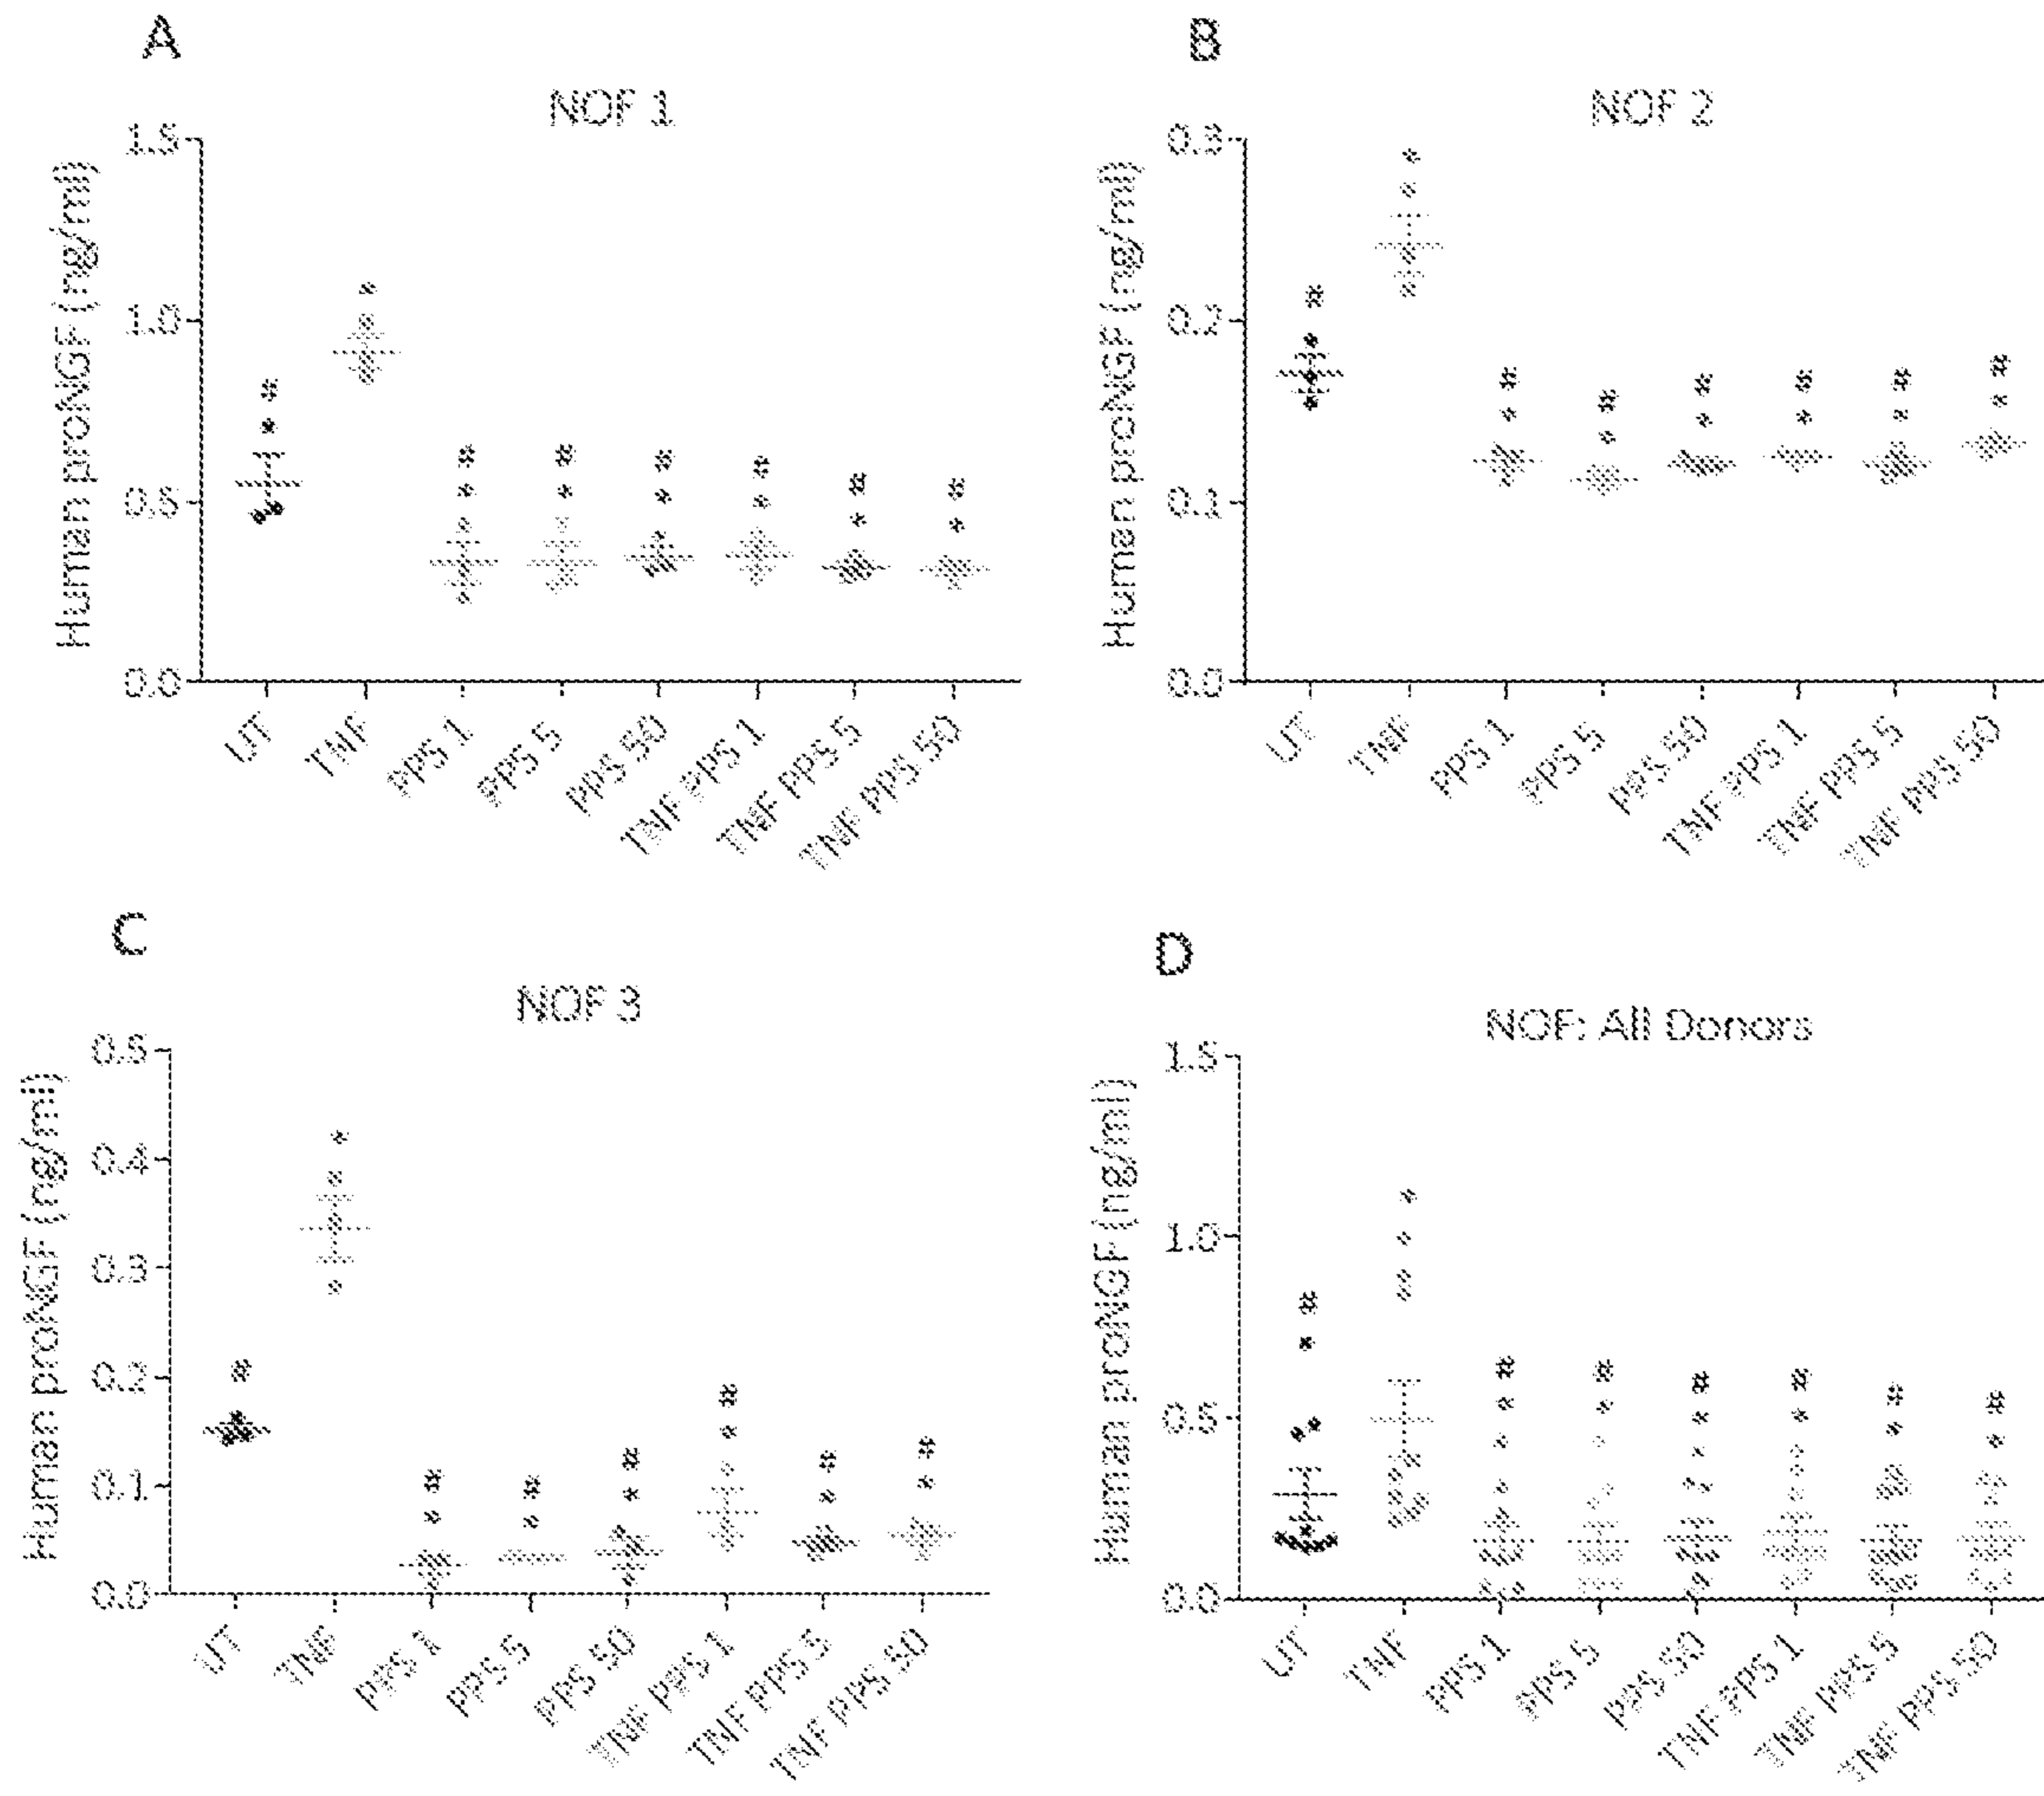 A
NOF 1
Human proNGF (ng/ml)
1.5
1.0
0.5
0.0
UT
TNF
PPS 1
PPS 5
PPS 50
TNF PPS 1
TNF PPS 5
TNF PPS 50
B
NOF 2
Human proNGF (ng/ml)
0.3
0.2
0.1
0.0
UT
TNF
PPS 1
PPS 5
PPS 50
TNF PPS 1
TNF PPS 5
TNF PPS 50
C
NOF 3
Human proNGF (ng/ml)
0.5
0.4
0.3
0.2
0.1
0.0
UT
TNF
PPS 1
PPS 5
PPS 50
TNF PPS 1
TNF PPS 5
TNF PPS 50
D
NOF: All Donors
Human proNGF (ng/ml)
1.5
1.0
0.5
0.0
UT
TNF
PPS 1
PPS 5
PPS 50
TNF PPS 1
TNF PPS 5
TNF PPS 50